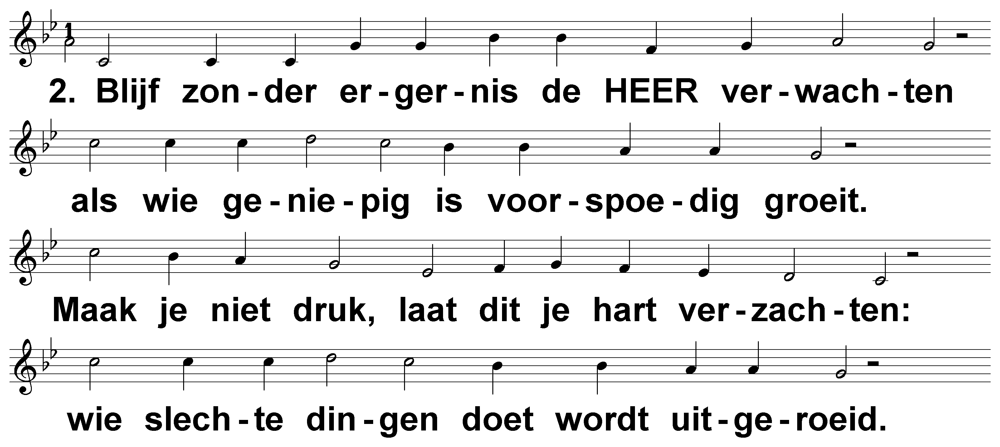 1
2. Blijf zon-der er-ger-nis de HEER ver-wach-ten
als wie ge-nie-pig is voor-spoe-dig groeit.
Maak je niet druk, laat dit je hart ver-zach-ten:
wie slech-te din-gen doet wordt uit-ge-roeid.